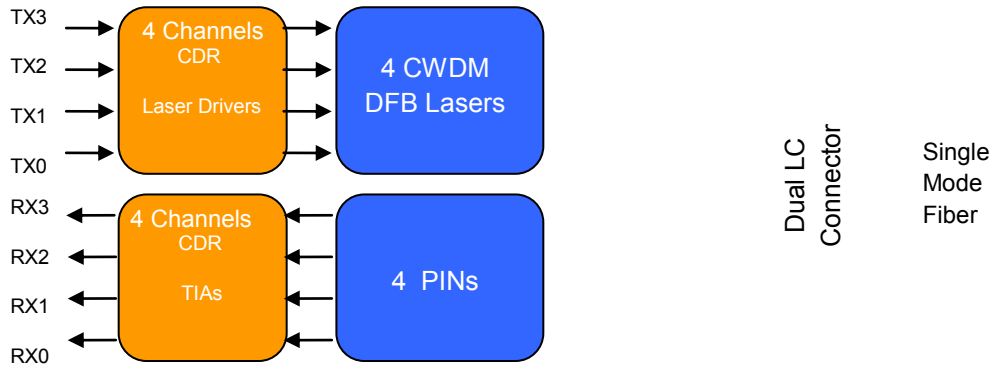 TX3
TX2
TX1
TX0
4 Channels
CDR
Laser Drivers
4 CWDM
DFB Lasers
RX3
RX2
RX1
RX0
4 Channels
CDR
TIAs
4 PINs
Dual LC
Connector
Single
Mode
Fiber